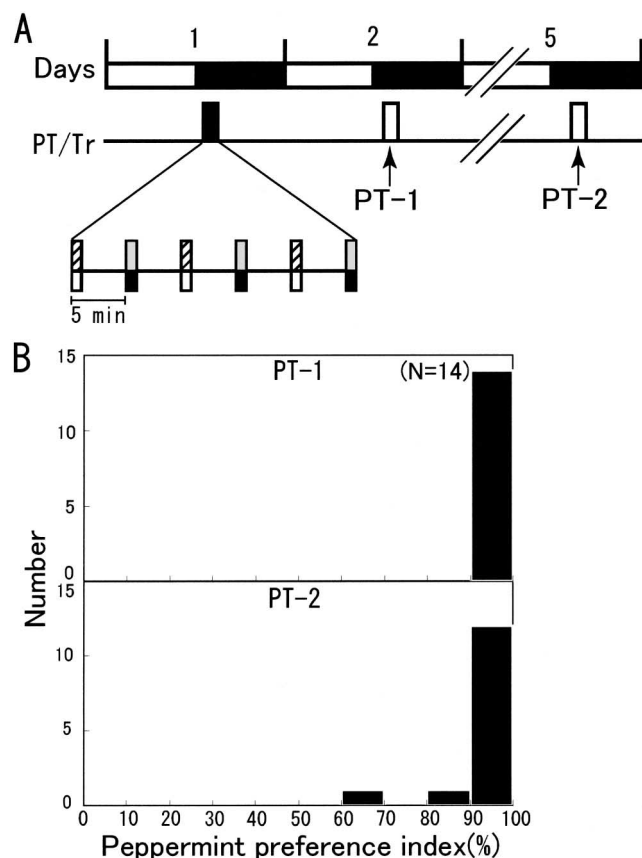 A
1 2 5
Days
PT/Tr
PT-1 PT-2
5 min
B
15
PT-1 (N=14)
10
5
0
15
PT-2
10
5
0
Number
0 10 20 30 40 50 60 70 80 90 100
Peppermint preference index(%)